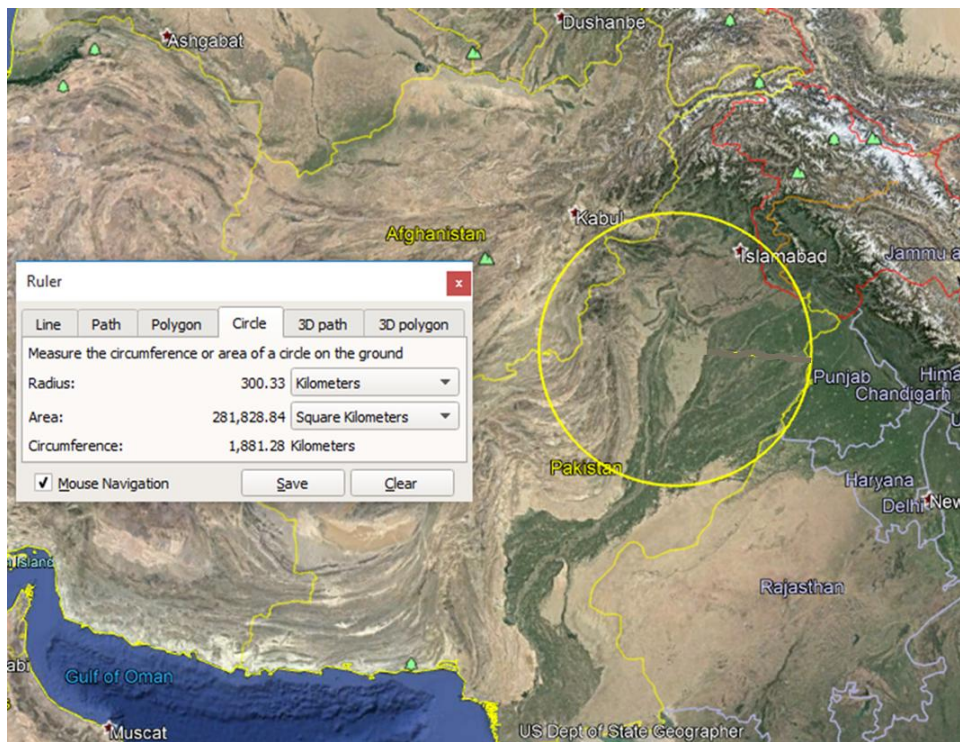 Dushanbe
Ashgabat
Kabul
Afghanistan
Islamabad
Jammu a
Ruler
x
Line Path Polygon Circle 3D path 3D polygon
Measure the circumference or area of a circle on the ground
Radius: 300.33 Kilometers
Area: 281,828.84 Square Kilometers
Circumference: 1,881.28 Kilometers
Mouse Navigation Save Clear
Punjab
Hima
Chandigarh
U
Pakistan
Haryana
Delhi New
Rajasthan
n Island
abi
Gulf of Oman
Muscat
US Dept of State Geographer